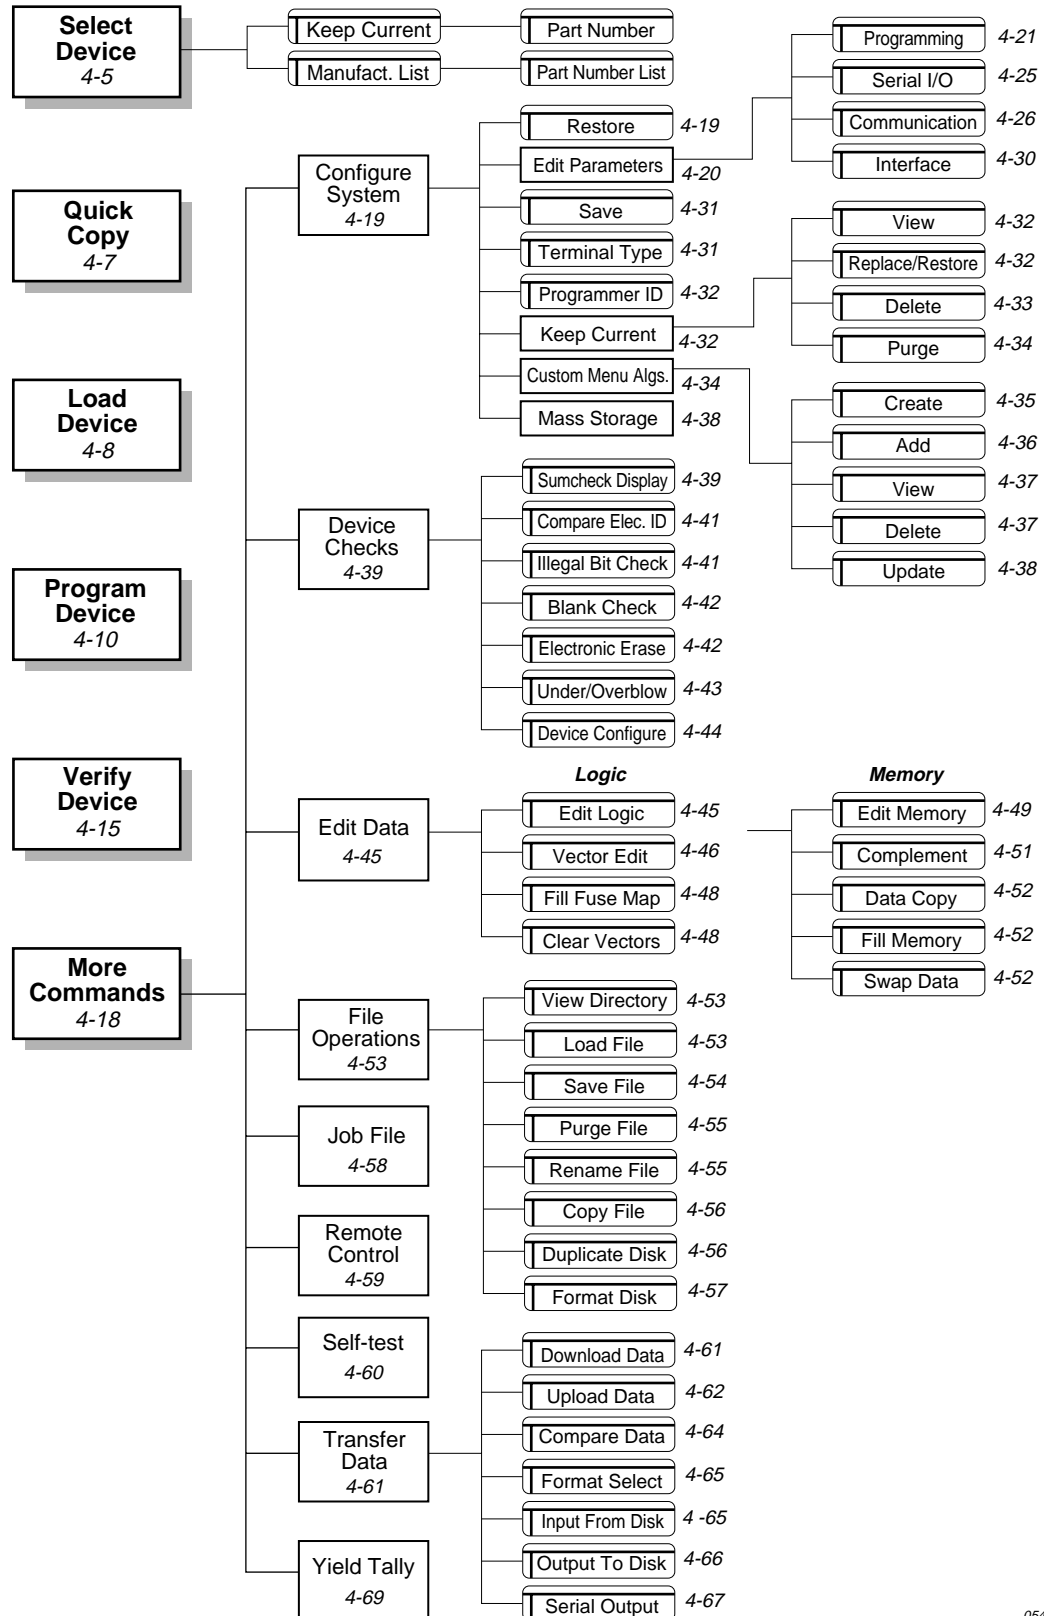 Select
Device
4-5
Keep Current
Part Number
Manufact. List
Part Number List
Quick
Copy
4-7
Load
Device
4-8
Program
Device
4-10
Verify
Device
4-15
More
Commands
4-18
Configure
System
4-19
Restore
4-19
Edit Parameters
4-20
Save
4-31
Terminal Type
4-31
Programmer ID
4-32
Keep Current
4-32
Custom Menu Algs.
4-34
Mass Storage
4-38
Programming
4-21
Serial I/O
4-25
Communication
4-26
Interface
4-30
View
4-32
Replace/Restore
4-32
Delete
4-33
Purge
4-34
Create
4-35
Add
4-36
View
4-37
Delete
4-37
Update
4-38
Device
Checks
4-39
Sumcheck Display
4-39
Compare Elec. ID
4-41
Illegal Bit Check
4-41
Blank Check
4-42
Electronic Erase
4-42
Under/Overblow
4-43
Device Configure
4-44
Edit Data
4-45
Logic
Edit Logic
4-45
Vector Edit
4-46
Fill Fuse Map
4-48
Clear Vectors
4-48
Memory
Edit Memory
4-49
Complement
4-51
Data Copy
4-52
Fill Memory
4-52
Swap Data
4-52
File
Operations
4-53
View Directory
4-53
Load File
4-53
Save File
4-54
Purge File
4-55
Rename File
4-55
Copy File
4-56
Duplicate Disk
4-56
Format Disk
4-57
Job File
4-58
Remote
Control
4-59
Self-test
4-60
Transfer
Data
4-61
Download Data
4-61
Upload Data
4-62
Compare Data
4-64
Format Select
4-65
Input From Disk
4 -65
Output To Disk
4-66
Serial Output
4-67
Yield Tally
4-69